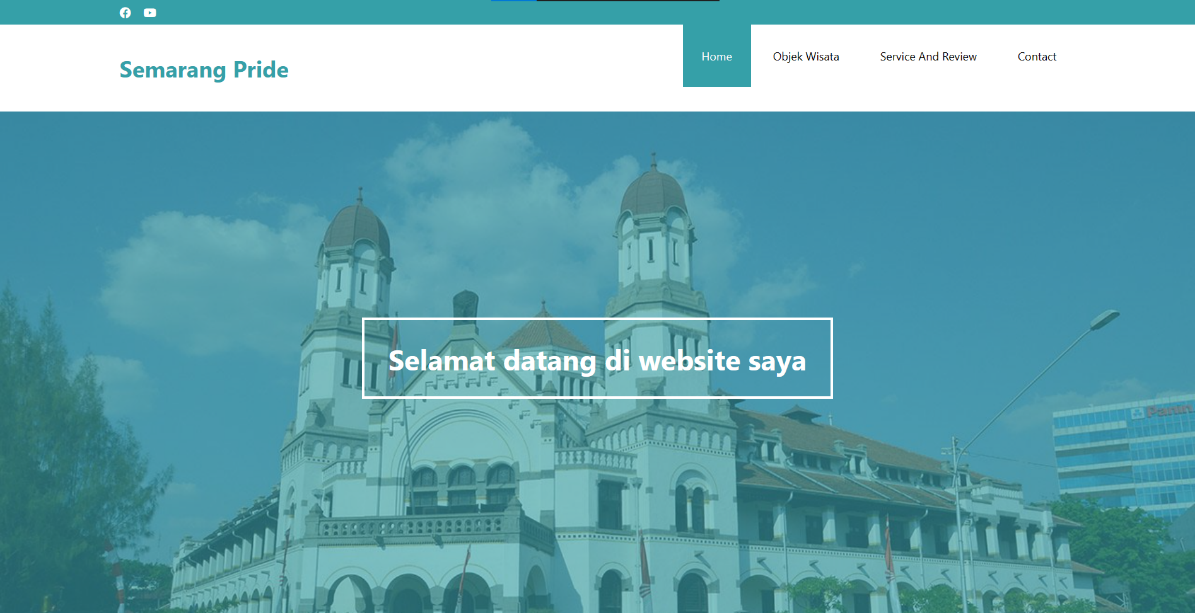 Semarang Pride
Home
Objek Wisata
Service And Review
Contact
Selamat datang di website saya